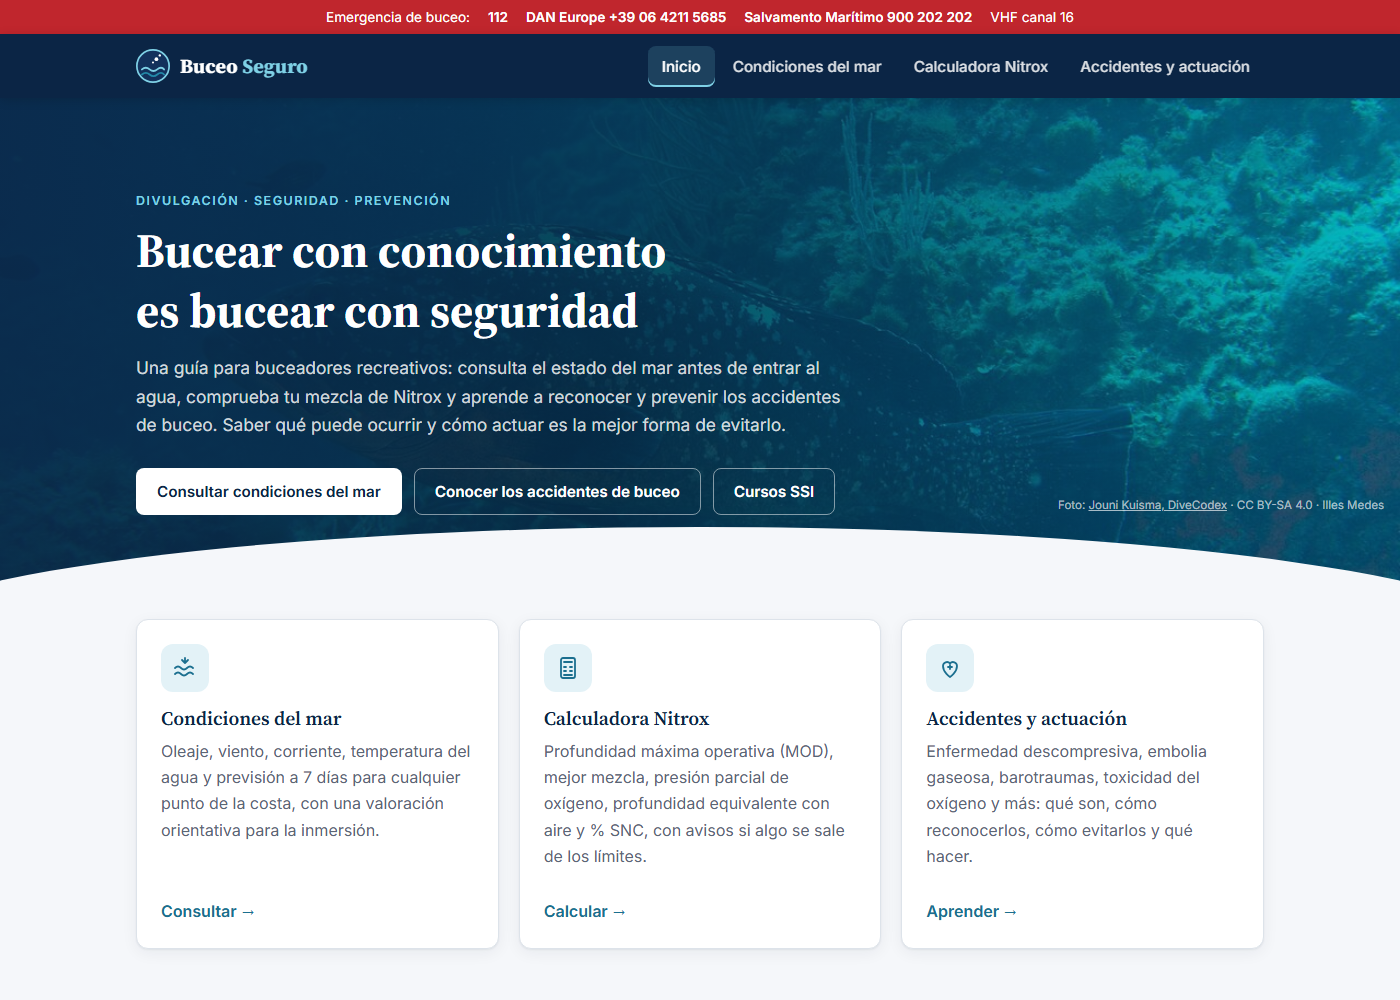 Emergencia de buceo: 112 DAN Europe +39 06 4211 5685 Salvamento Marítimo 900 202 202 VHF canal 16
Buceo Seguro
Inicio Condiciones del mar Calculadora Nitrox Accidentes y actuación
DIVULGACIÓN · SEGURIDAD · PREVENCIÓN
Bucear con conocimiento
es bucear con seguridad
Una guía para buceadores recreativos: consulta el estado del mar antes de entrar al
agua, comprueba tu mezcla de Nitrox y aprende a reconocer y prevenir los accidentes
de buceo. Saber qué puede ocurrir y cómo actuar es la mejor forma de evitarlo.
Consultar condiciones del mar Conocer los accidentes de buceo Cursos SSI
Foto: Jouni Kuisma, DiveCodex · CC BY-SA 4.0 · Illes Medes
Condiciones del mar
Oleaje, viento, corriente, temperatura del
agua y previsión a 7 días para cualquier
punto de la costa, con una valoración
orientativa para la inmersión.
Consultar →
Calculadora Nitrox
Profundidad máxima operativa (MOD),
mejor mezcla, presión parcial de
oxígeno, profundidad equivalente con
aire y % SNC, con avisos si algo se sale
de los límites.
Calcular →
Accidentes y actuación
Enfermedad descompresiva, embolia
gaseosa, barotraumas, toxicidad del
oxígeno y más: qué son, cómo
reconocerlos, cómo evitarlos y qué
hacer.
Aprender →